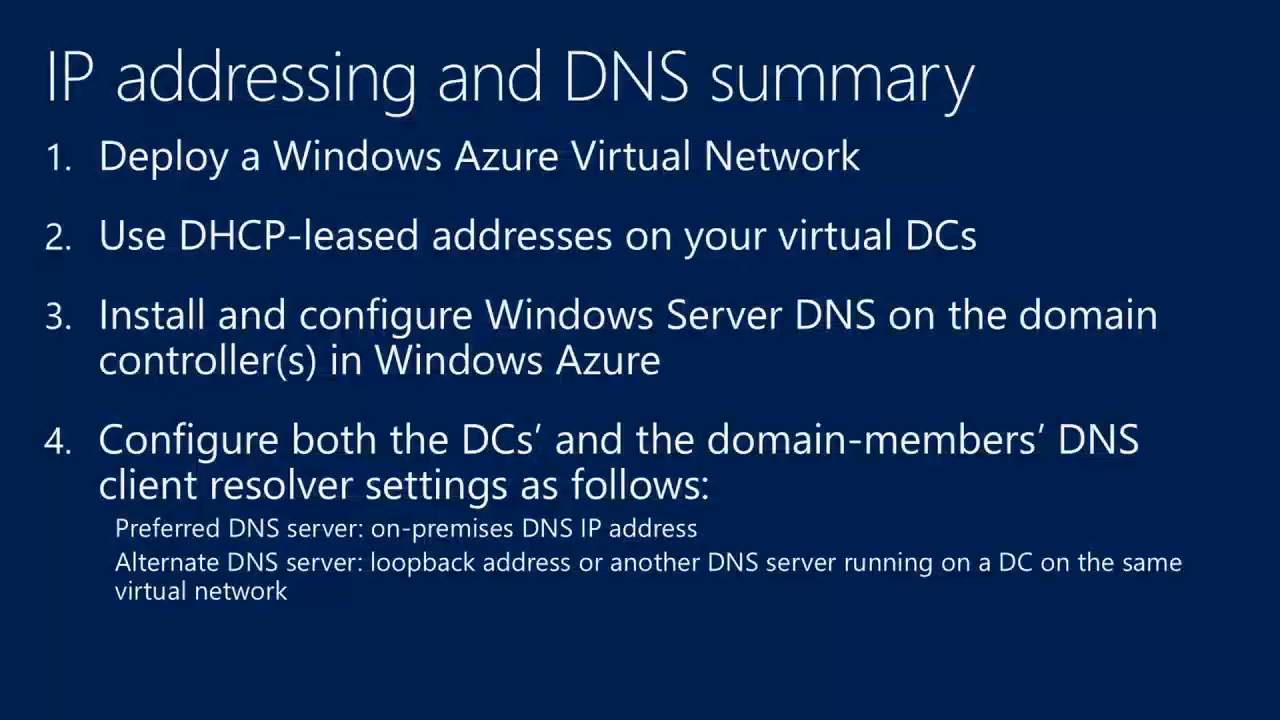 IP addressing and DNS summary
1. Deploy a Windows Azure Virtual Network
2. Use DHCP-leased addresses on your virtual DCs
3. Install and configure Windows Server DNS on the domain
controller(s) in Windows Azure
4. Configure both the DCs’ and the domain-members’ DNS
client resolver settings as follows:
Preferred DNS server: on-premises DNS IP address
Alternate DNS server: loopback address or another DNS server running on a DC on the same
virtual network